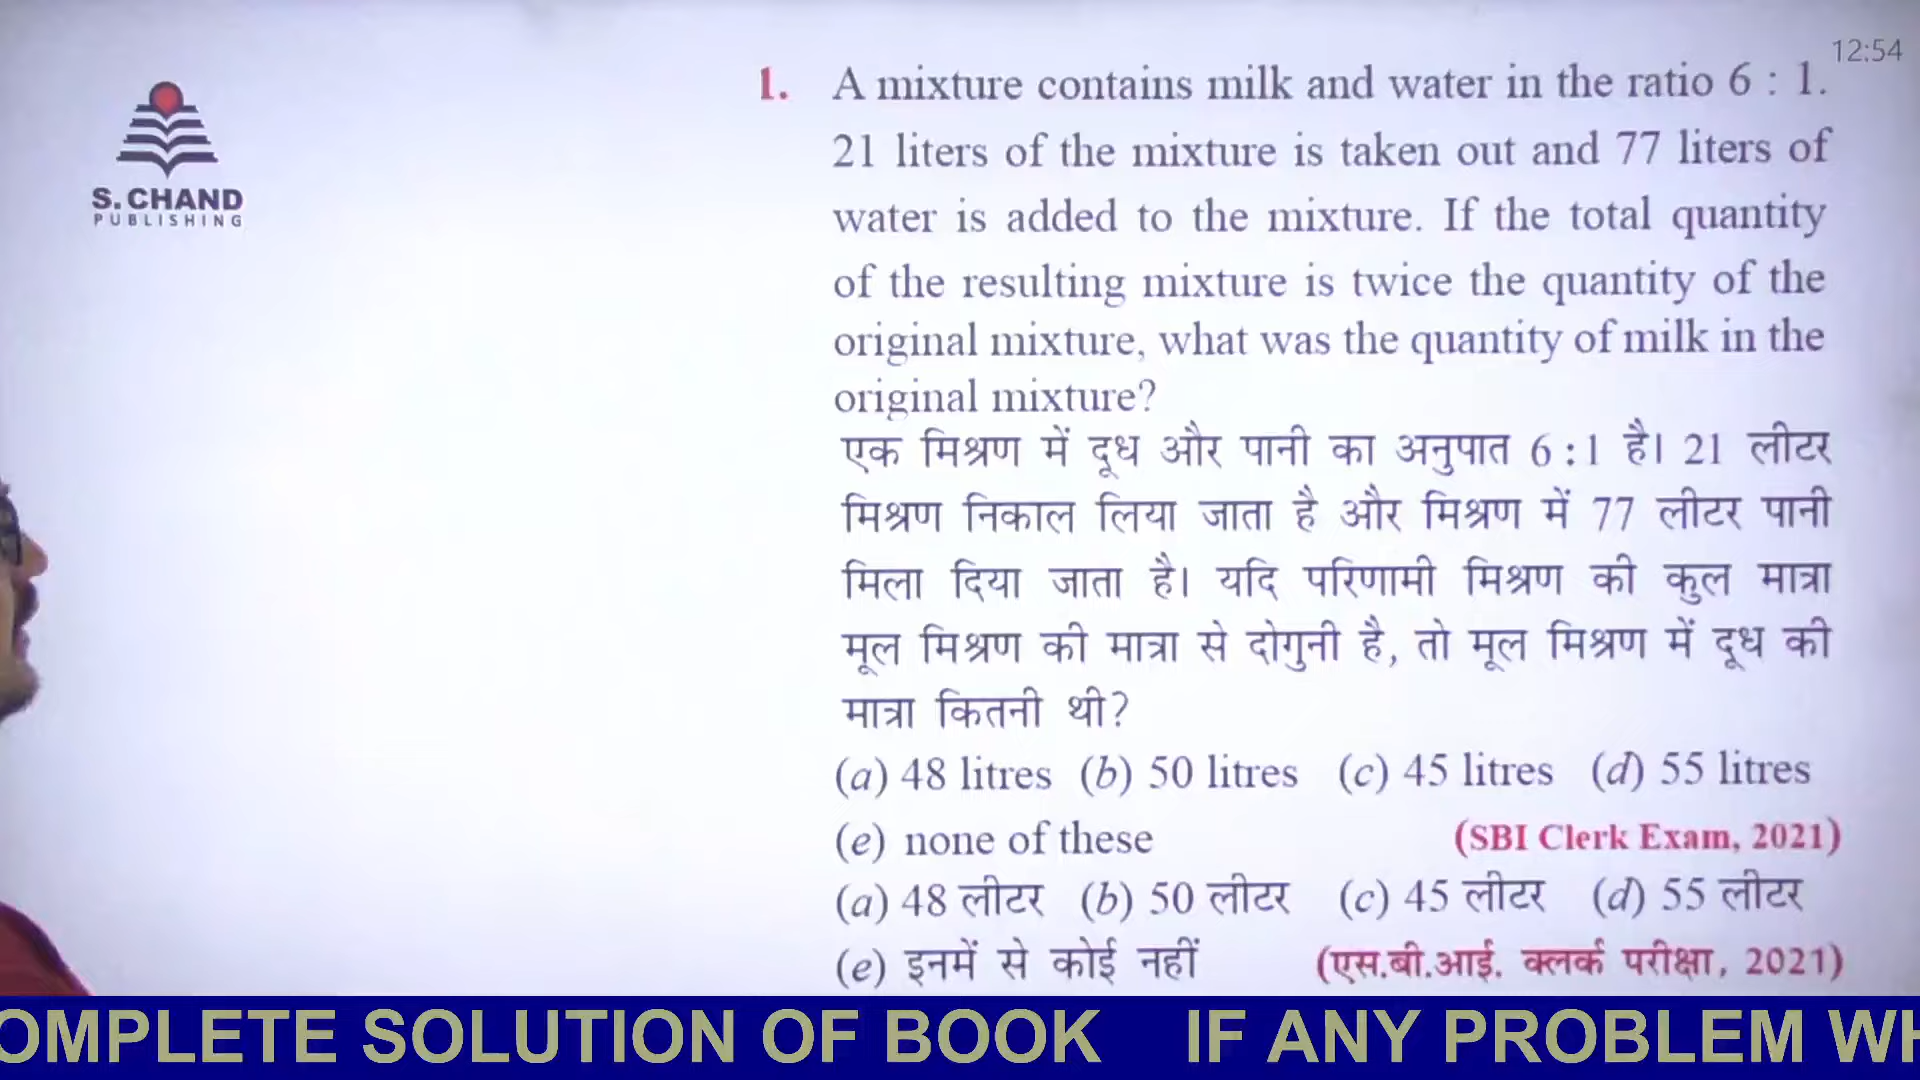 12:54
S. CHAND
PUBLISHING
1. A mixture contains milk and water in the ratio 6 : 1.
21 liters of the mixture is taken out and 77 liters of
water is added to the mixture. If the total quantity
of the resulting mixture is twice the quantity of the
original mixture, what was the quantity of milk in the
original mixture?
एक मिश्रण में दूध और पानी का अनुपात 6 : 1 है। 21 लीटर
मिश्रण निकाल लिया जाता है और मिश्रण में 77 लीटर पानी
मिला दिया जाता है। यदि परिणामी मिश्रण की कुल मात्रा
मूल मिश्रण की मात्रा से दोगुनी है, तो मूल मिश्रण में दूध की
मात्रा कितनी थी?
(a) 48 litres (b) 50 litres (c) 45 litres (d) 55 litres
(e) none of these (SBI Clerk Exam, 2021)
(a) 48 लीटर (b) 50 लीटर (c) 45 लीटर (d) 55 लीटर
(e) इनमें से कोई नहीं (एस.बी.आई. क्लर्क परीक्षा, 2021)
OMPLETE SOLUTION OF BOOK IF ANY PROBLEM WH